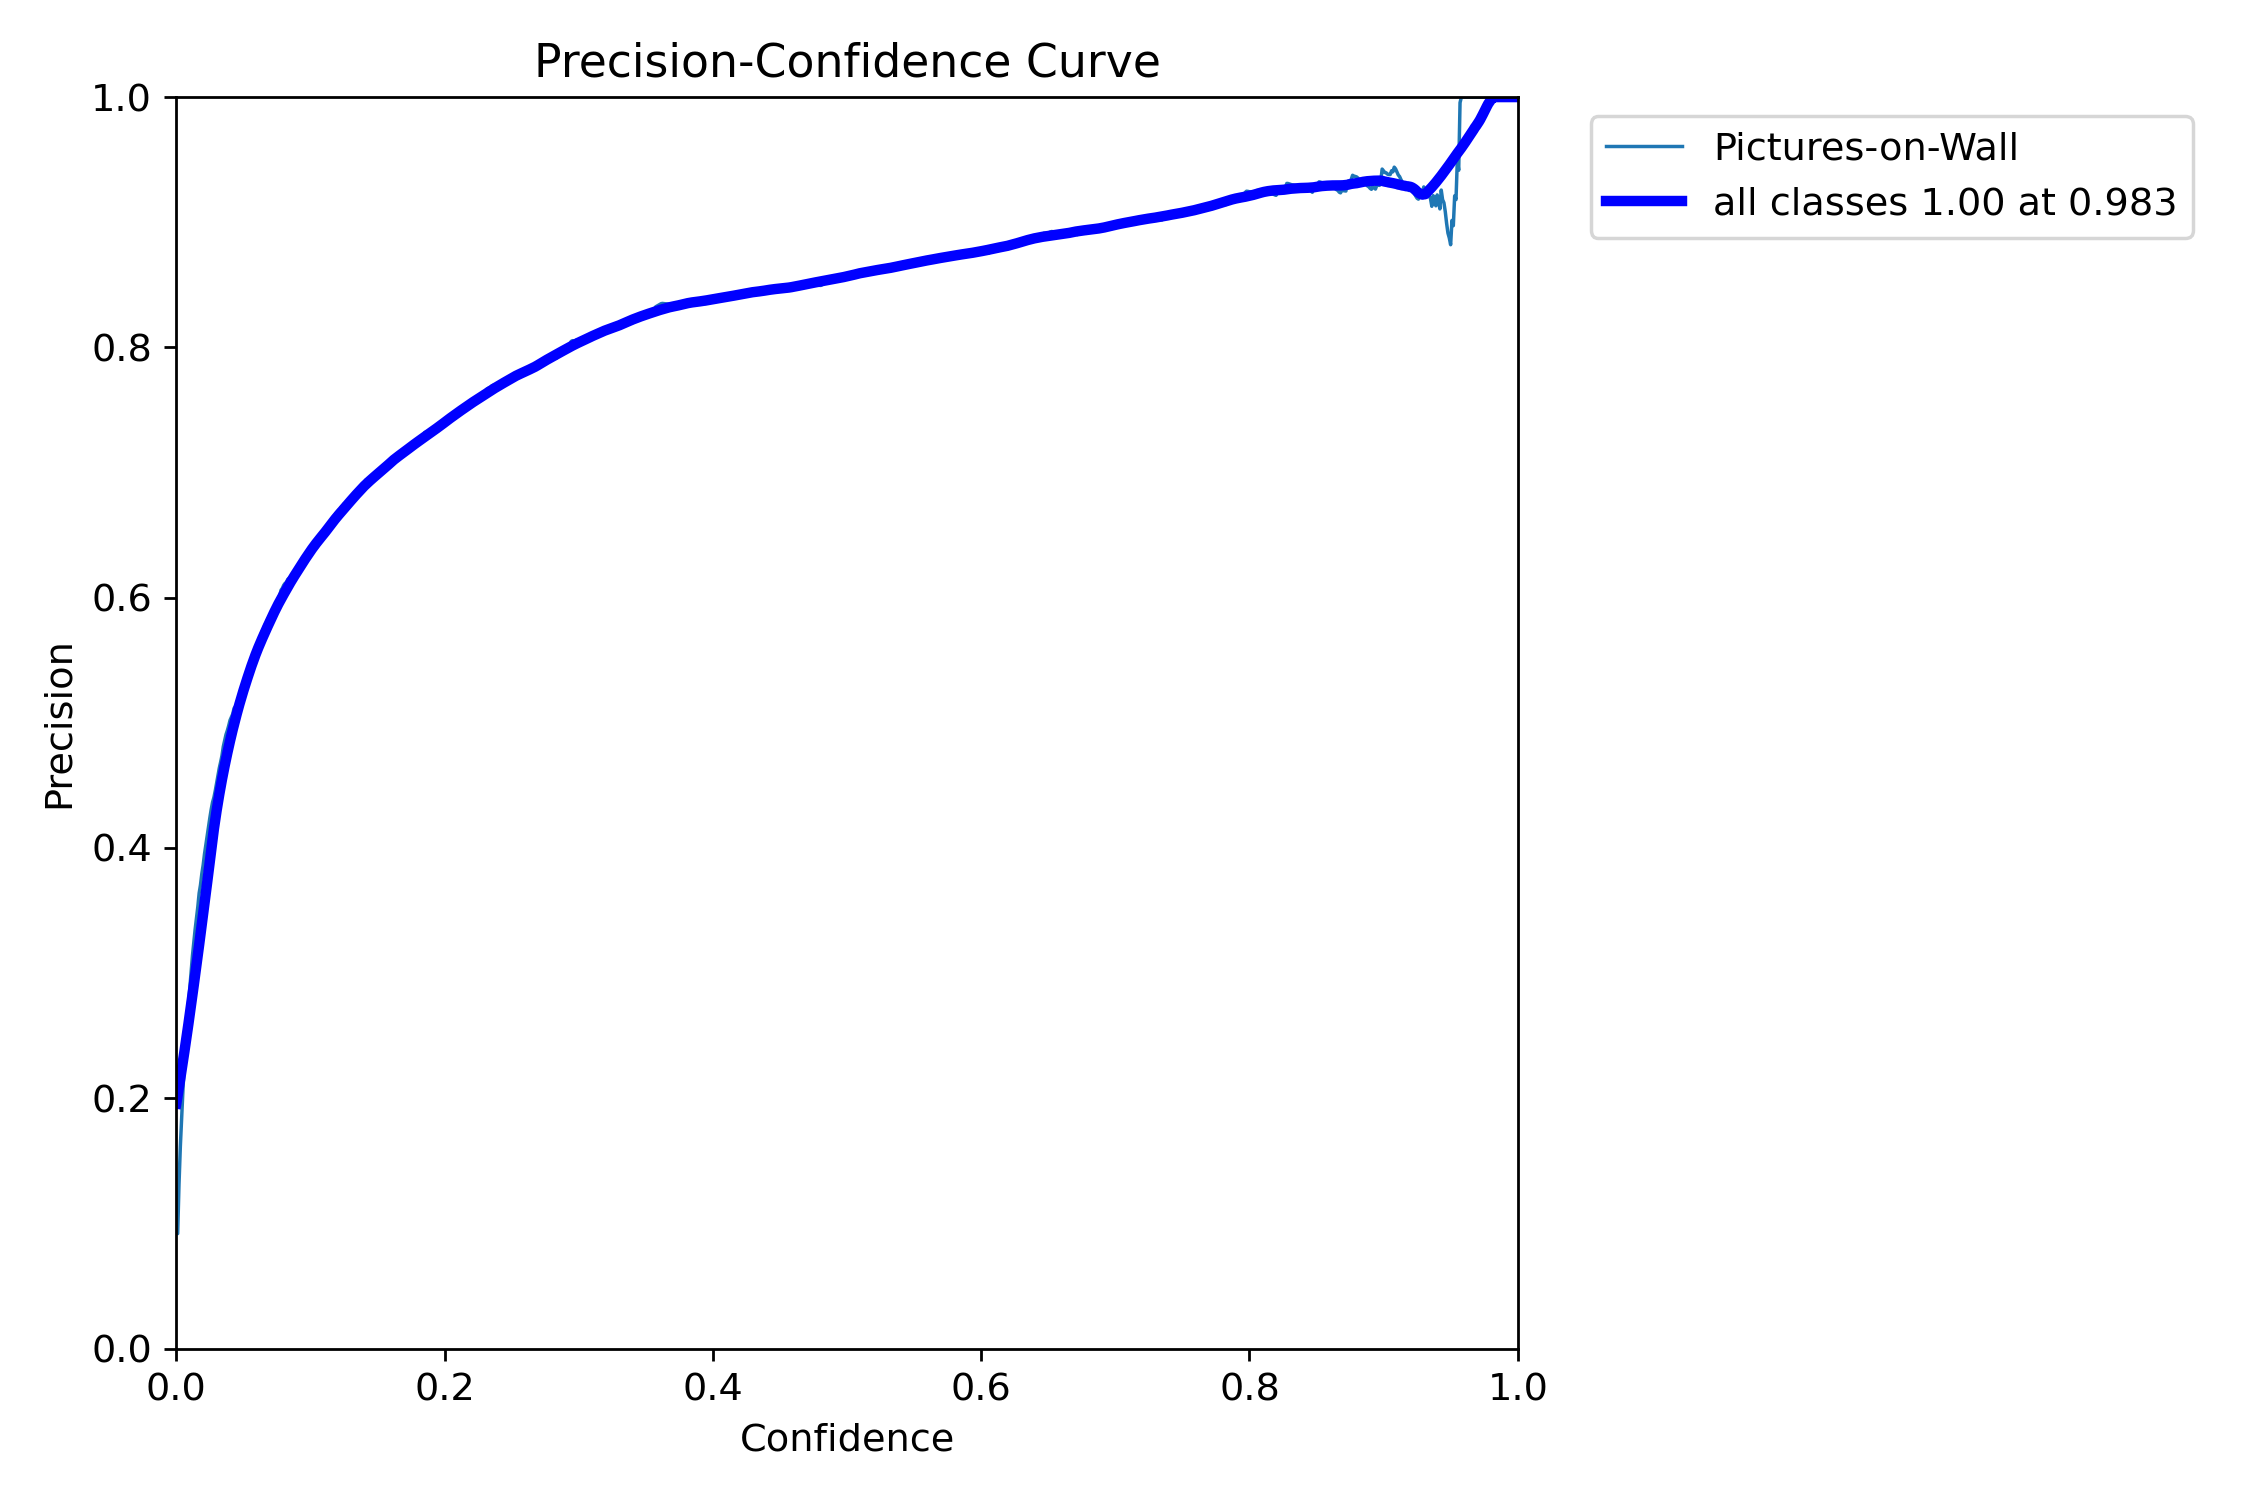 Precision-Confidence Curve
1.0
0.8
0.6
0.4
0.2
0.0
Precision
0.0 0.2 0.4 0.6 0.8 1.0
Confidence
Pictures-on-Wall
all classes 1.00 at 0.983